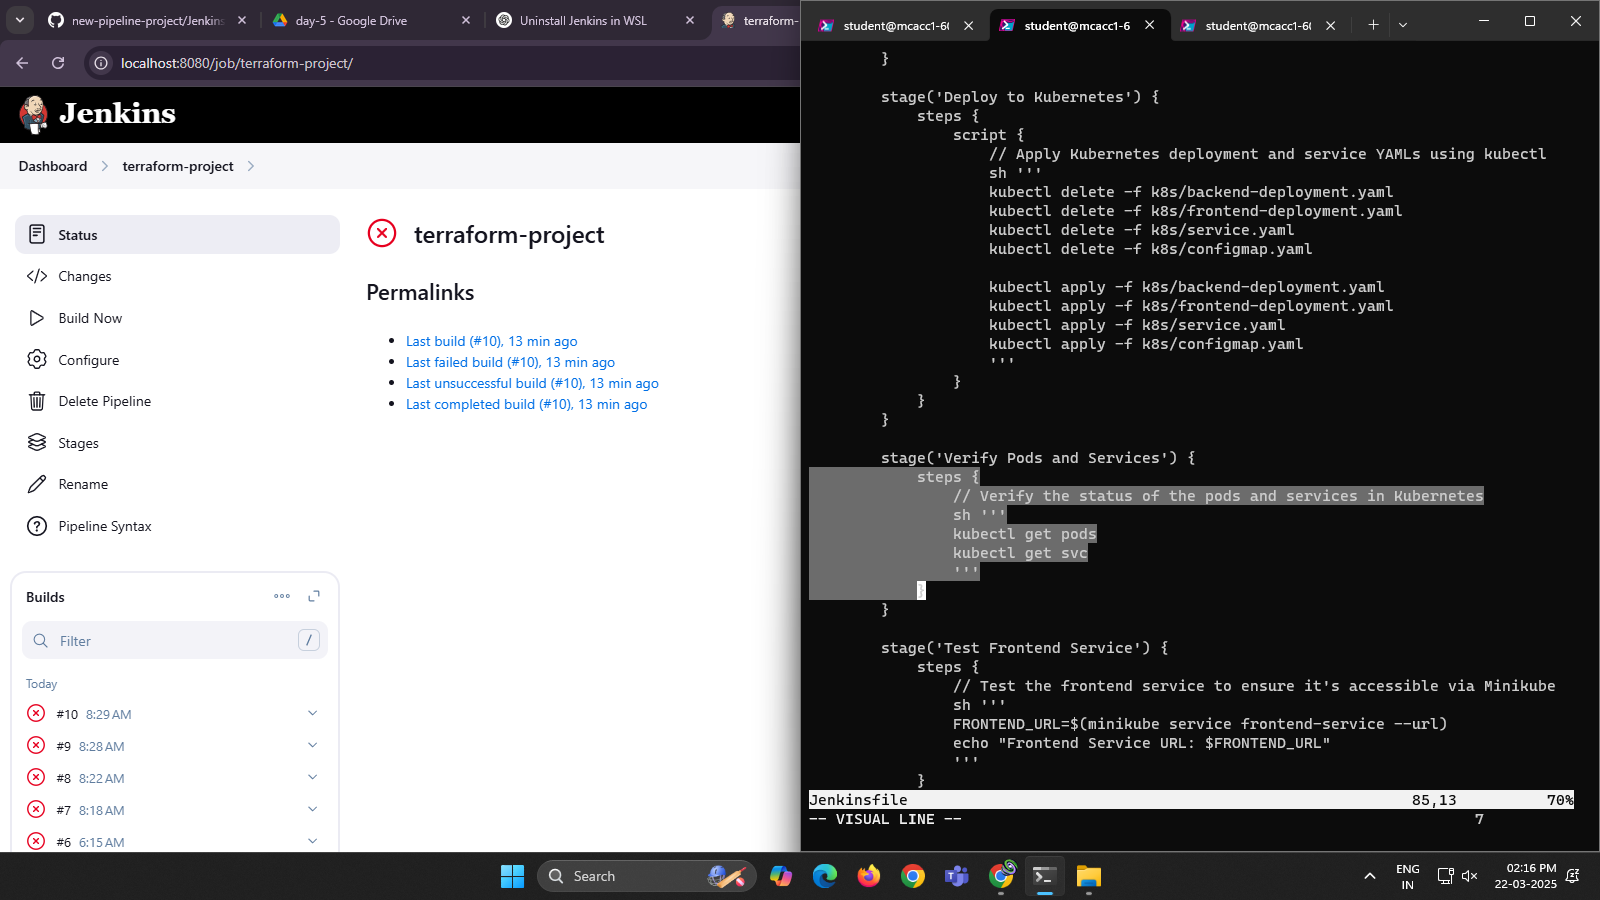 new-pipeline-project/Jenkins
day-5 - Google Drive
Uninstall Jenkins in WSL
terraform-
localhost:8080/job/terraform-project/
Jenkins
Dashboard
terraform-project
Status
Changes
Build Now
Configure
Delete Pipeline
Stages
Rename
Pipeline Syntax
terraform-project
Permalinks
Last build (#10), 13 min ago
Last failed build (#10), 13 min ago
Last unsuccessful build (#10), 13 min ago
Last completed build (#10), 13 min ago
Builds
Filter /
Today
#10 8:29 AM
#9 8:28 AM
#8 8:22 AM
#7 8:18 AM
#6 6:15 AM
student@mcacc1-6
student@mcacc1-6
student@mcacc1-6
}
stage('Deploy to Kubernetes') {
steps {
script {
// Apply Kubernetes deployment and service YAMLs using kubectl
sh '''
kubectl delete -f k8s/backend-deployment.yaml
kubectl delete -f k8s/frontend-deployment.yaml
kubectl delete -f k8s/service.yaml
kubectl delete -f k8s/configmap.yaml
kubectl apply -f k8s/backend-deployment.yaml
kubectl apply -f k8s/frontend-deployment.yaml
kubectl apply -f k8s/service.yaml
kubectl apply -f k8s/configmap.yaml
'''
}
}
}
stage('Verify Pods and Services') {
steps {
// Verify the status of the pods and services in Kubernetes
sh '''
kubectl get pods
kubectl get svc
'''
}
}
stage('Test Frontend Service') {
steps {
// Test the frontend service to ensure it's accessible via Minikube
sh '''
FRONTEND_URL=$(minikube service frontend-service --url)
echo "Frontend Service URL: $FRONTEND_URL"
'''
}
Jenkinsfile 85,13 70%
-- VISUAL LINE -- 7
Search
ENG
IN
02:16 PM
22-03-2025